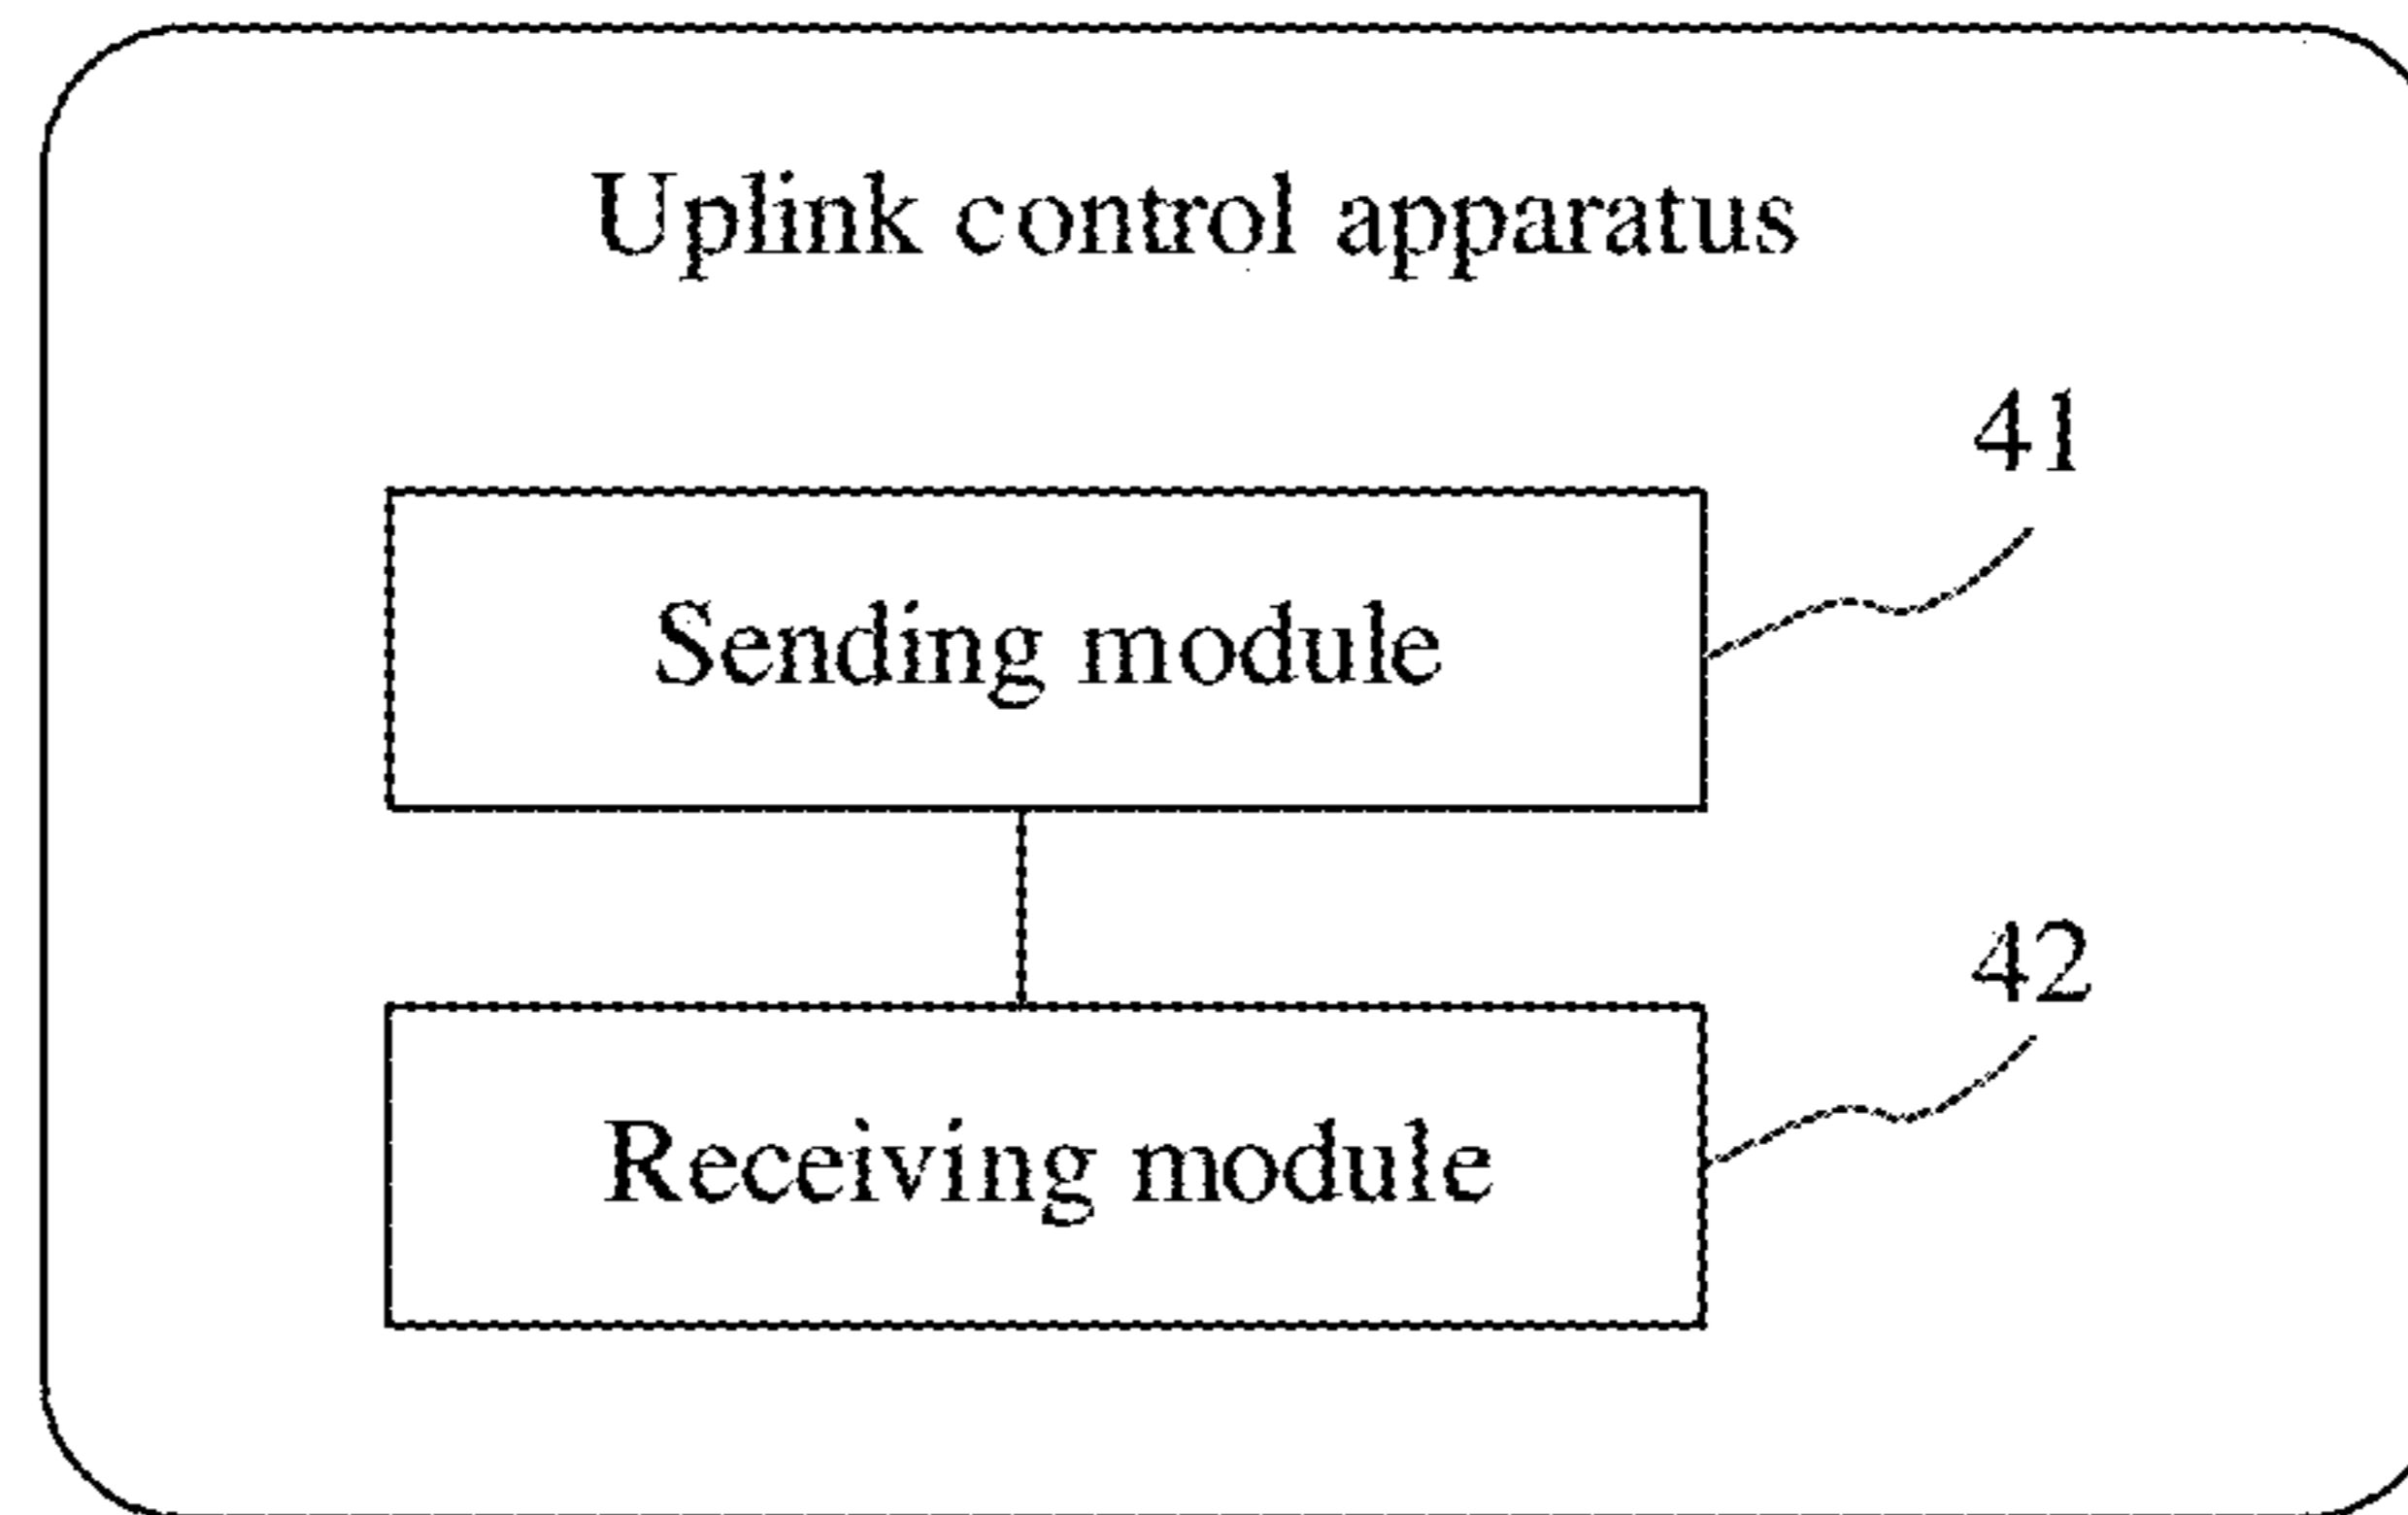 Uplink control apparatus
41
Sending module
42
Receiving module